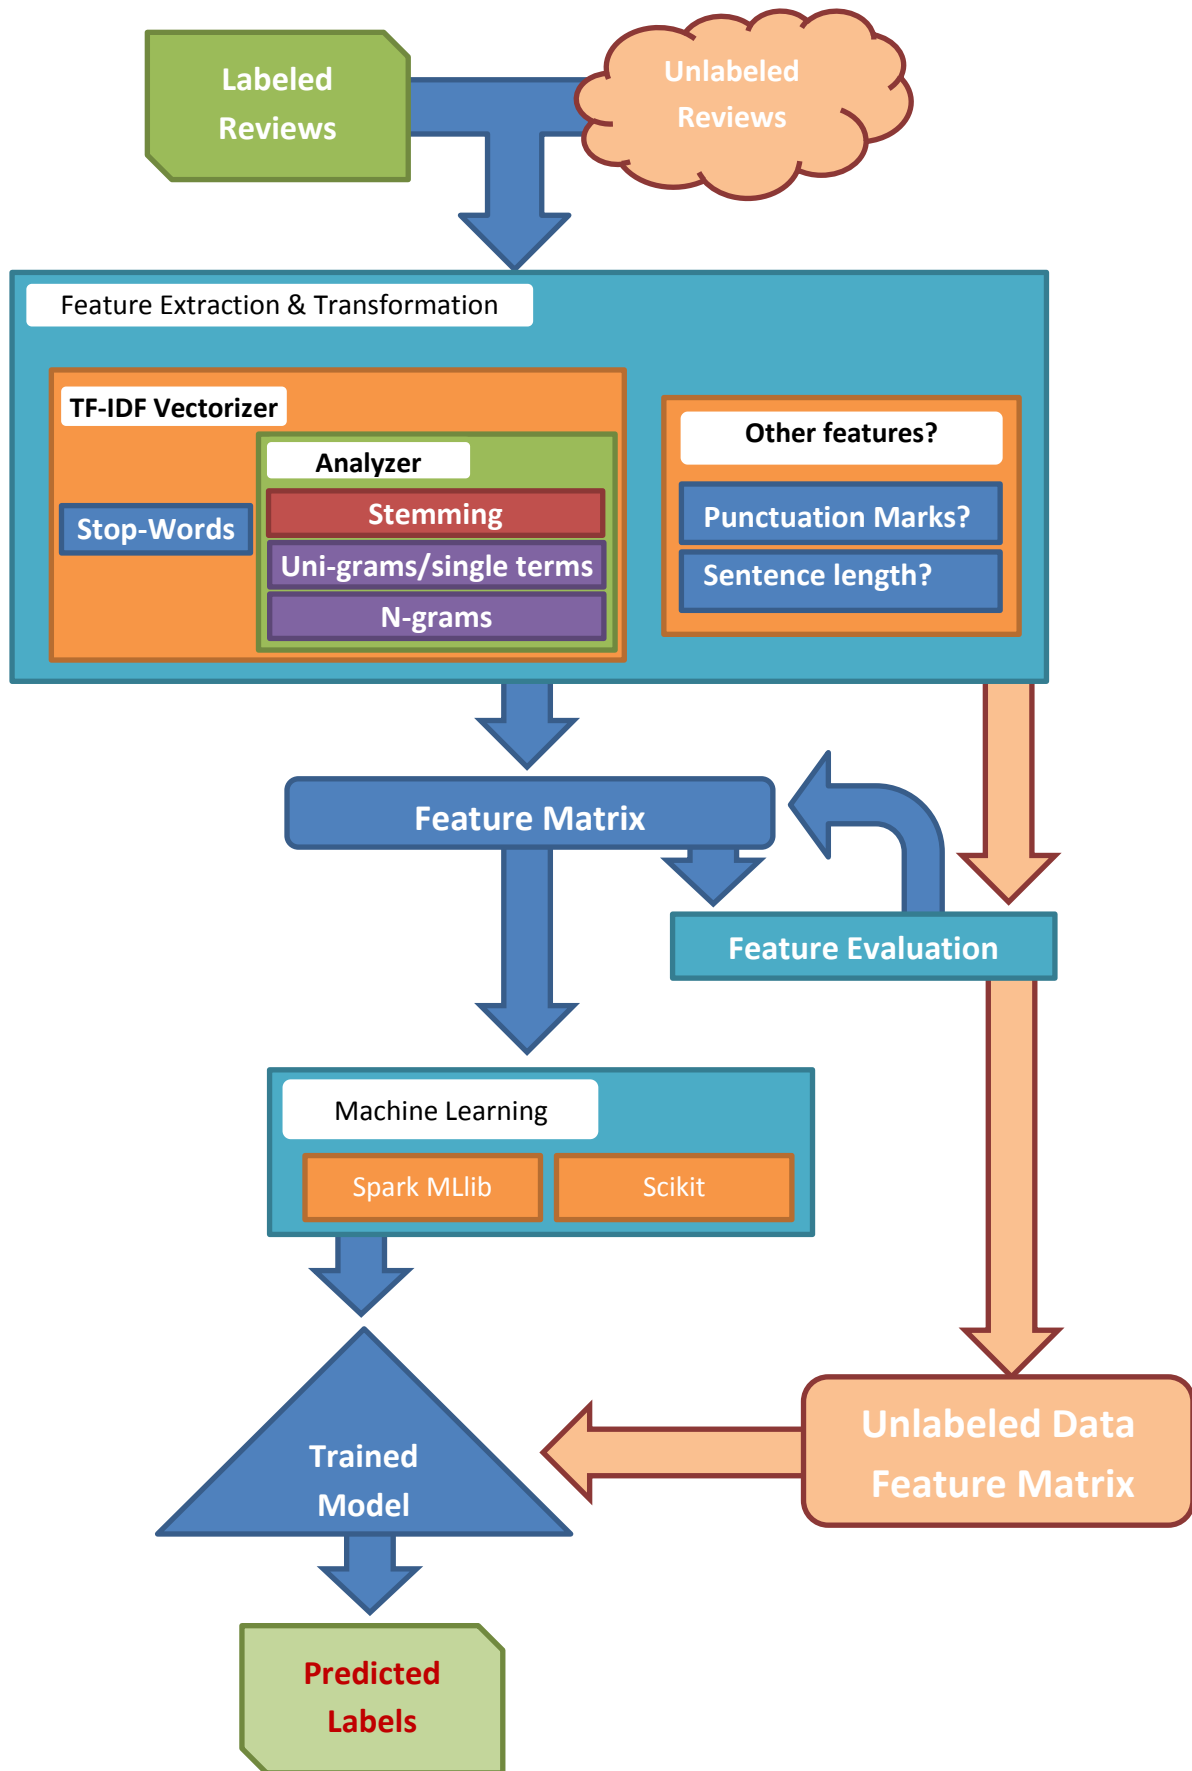 Labeled
Reviews
Unlabeled
Reviews
Feature Extraction & Transformation
TF-IDF Vectorizer
Analyzer
Stop-Words
Stemming
Uni-grams/single terms
N-grams
Other features?
Punctuation Marks?
Sentence length?
Feature Matrix
Feature Evaluation
Machine Learning
Spark MLlib
Scikit
Trained
Model
Unlabeled Data
Feature Matrix
Predicted
Labels